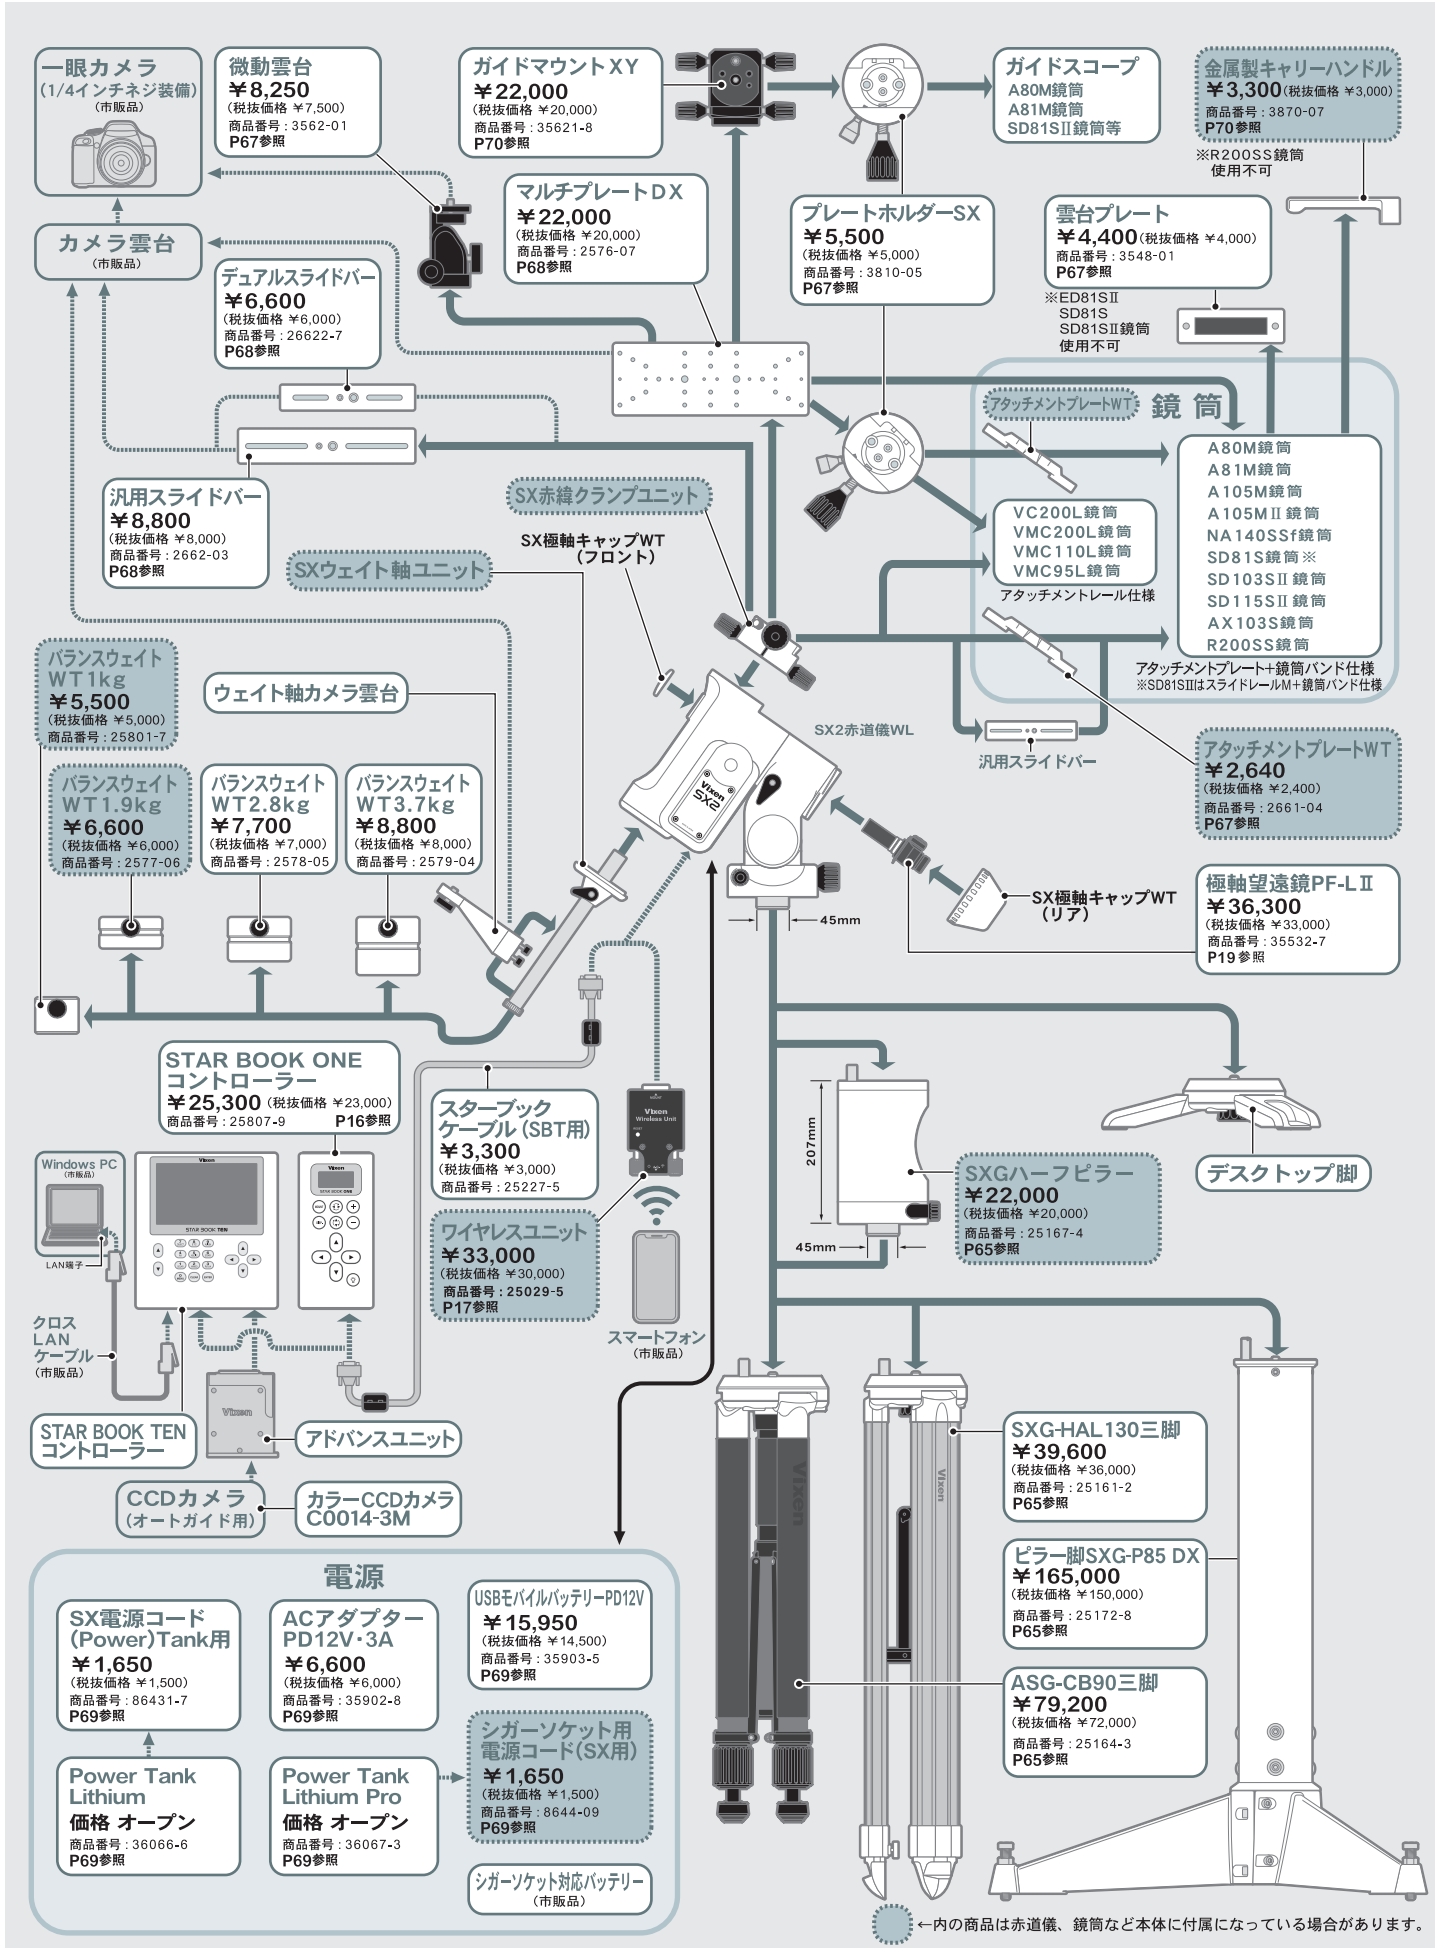 一眼カメラ
(1/4インチネジ装備)
(市販品)
微動雲台
¥8,250
(税抜価格 ¥7,500)
商品番号：3562-01
P67参照
ガイドマウントXY
¥22,000
(税抜価格 ¥20,000)
商品番号：35621-8
P70参照
ガイドスコープ
A80M鏡筒
A81M鏡筒
SD81SⅡ鏡筒等
金属製キャリーハンドル
¥3,300(税抜価格 ¥3,000)
商品番号：3870-07
P70参照
※R200SS鏡筒
使用不可
カメラ雲台
(市販品)
マルチプレートDX
¥22,000
(税抜価格 ¥20,000)
商品番号：2576-07
P68参照
プレートホルダーSX
¥5,500
(税抜価格 ¥5,000)
商品番号：3810-05
P67参照
雲台プレート
¥4,400(税抜価格 ¥4,000)
商品番号：3548-01
P67参照
※ED81SⅡ
SD81S
SD81SⅡ鏡筒
使用不可
デュアルスライドバー
¥6,600
(税抜価格 ¥6,000)
商品番号：26622-7
P68参照
汎用スライドバー
¥8,800
(税抜価格 ¥8,000)
商品番号：2662-03
P68参照
アタッチメントプレートWT
鏡筒
A80M鏡筒
A81M鏡筒
A105M鏡筒
A105MⅡ鏡筒
NA140SSf鏡筒
SD81S鏡筒※
SD103SⅡ鏡筒
SD115SⅡ鏡筒
AX103S鏡筒
R200SS鏡筒
アタッチメントプレート+鏡筒バンド仕様
※SD81SⅡはスライドレールM+鏡筒バンド仕様
VC200L鏡筒
VMC200L鏡筒
VMC110L鏡筒
VMC95L鏡筒
アタッチメントレール仕様
SX赤緯クランプユニット
SX極軸キャップWT
(フロント)
SXウェイト軸ユニット
バランスウェイト
WT1kg
¥5,500
(税抜価格 ¥5,000)
商品番号：25801-7
ウェイト軸カメラ雲台
SX2赤道儀WL
Vixen
SX2
汎用スライドバー
アタッチメントプレートWT
¥2,640
(税抜価格 ¥2,400)
商品番号：2661-04
P67参照
バランスウェイト
WT1.9kg
¥6,600
(税抜価格 ¥6,000)
商品番号：2577-06
バランスウェイト
WT2.8kg
¥7,700
(税抜価格 ¥7,000)
商品番号：2578-05
バランスウェイト
WT3.7kg
¥8,800
(税抜価格 ¥8,000)
商品番号：2579-04
SX極軸キャップWT
(リア)
極軸望遠鏡PF-LⅡ
¥36,300
(税抜価格 ¥33,000)
商品番号：35532-7
P19参照
45mm
STAR BOOK ONE
コントローラー
¥25,300(税抜価格 ¥23,000)
商品番号：25807-9 P16参照
スターブック
ケーブル(SBT用)
¥3,300
(税抜価格 ¥3,000)
商品番号：25227-5
Vixen
Wireless Unit
ワイヤレスユニット
¥33,000
(税抜価格 ¥30,000)
商品番号：25029-5
P17参照
スマートフォン
(市販品)
207mm
45mm
SXGハーフピラー
¥22,000
(税抜価格 ¥20,000)
商品番号：25167-4
P65参照
デスクトップ脚
Windows PC
(市販品)
LAN端子
Vixen
STAR BOOK TEN
Vixen
STAR BOOK ONE
クロス
LAN
ケーブル
(市販品)
STAR BOOK TEN
コントローラー
Vixen
アドバンスユニット
CCDカメラ
(オートガイド用)
カラーCCDカメラ
C0014-3M
Vixen
Vixen
SXG-HAL130三脚
¥39,600
(税抜価格 ¥36,000)
商品番号：25161-2
P65参照
ピラー脚SXG-P85 DX
¥165,000
(税抜価格 ¥150,000)
商品番号：25172-8
P65参照
ASG-CB90三脚
¥79,200
(税抜価格 ¥72,000)
商品番号：25164-3
P65参照
電源
SX電源コード
(Power)Tank用
¥1,650
(税抜価格 ¥1,500)
商品番号：86431-7
P69参照
ACアダプター
PD12V・3A
¥6,600
(税抜価格 ¥6,000)
商品番号：35902-8
P69参照
USBモバイルバッテリーPD12V
¥15,950
(税抜価格 ¥14,500)
商品番号：35903-5
P69参照
シガーソケット用
電源コード(SX用)
¥1,650
(税抜価格 ¥1,500)
商品番号：8644-09
P69参照
Power Tank
Lithium
価格 オープン
商品番号：36066-6
P69参照
Power Tank
Lithium Pro
価格 オープン
商品番号：36067-3
P69参照
シガーソケット対応バッテリー
(市販品)
←内の商品は赤道儀、鏡筒など本体に付属になっている場合があります。